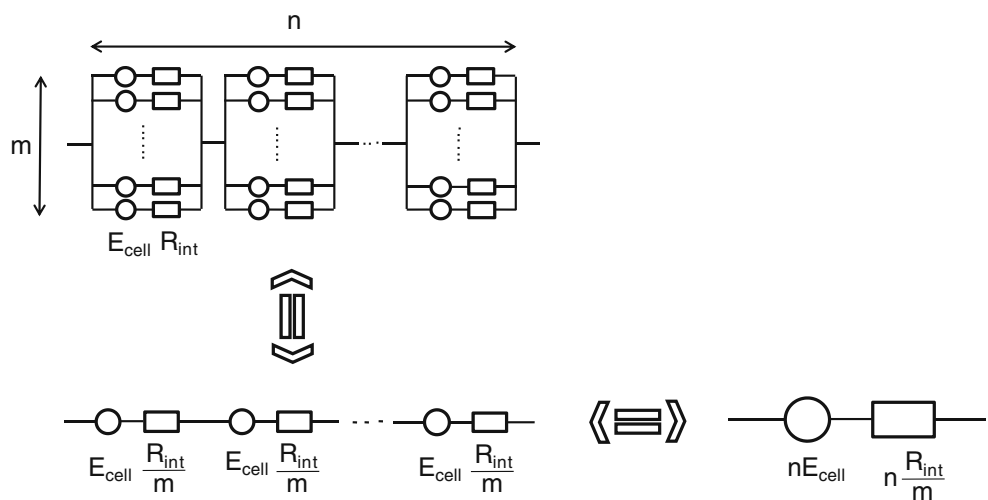 n
m
E_cell R_int
E_cell R_int/m E_cell R_int/m E_cell R_int/m
nE_cell n R_int/m